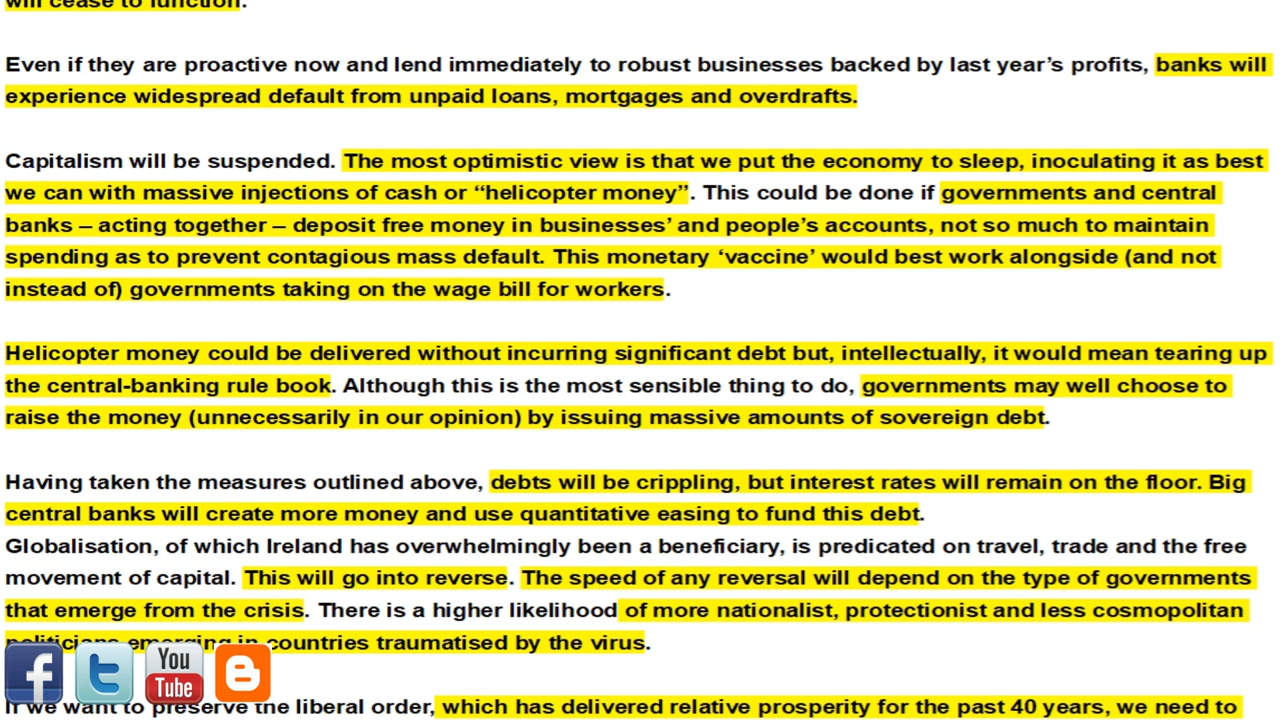 will cease to function.
Even if they are proactive now and lend immediately to robust businesses backed by last year’s profits, banks will
experience widespread default from unpaid loans, mortgages and overdrafts.
Capitalism will be suspended. The most optimistic view is that we put the economy to sleep, inoculating it as best
we can with massive injections of cash or “helicopter money”. This could be done if governments and central
banks – acting together – deposit free money in businesses’ and people’s accounts, not so much to maintain
spending as to prevent contagious mass default. This monetary ‘vaccine’ would best work alongside (and not
instead of) governments taking on the wage bill for workers.
Helicopter money could be delivered without incurring significant debt but, intellectually, it would mean tearing up
the central-banking rule book. Although this is the most sensible thing to do, governments may well choose to
raise the money (unnecessarily in our opinion) by issuing massive amounts of sovereign debt.
Having taken the measures outlined above, debts will be crippling, but interest rates will remain on the floor. Big
central banks will create more money and use quantitative easing to fund this debt.
Globalisation, of which Ireland has overwhelmingly been a beneficiary, is predicated on travel, trade and the free
movement of capital. This will go into reverse. The speed of any reversal will depend on the type of governments
that emerge from the crisis. There is a higher likelihood of more nationalist, protectionist and less cosmopolitan
politicians emerging in countries traumatised by the virus.
You
Tube
If we want to preserve the liberal order, which has delivered relative prosperity for the past 40 years, we need to